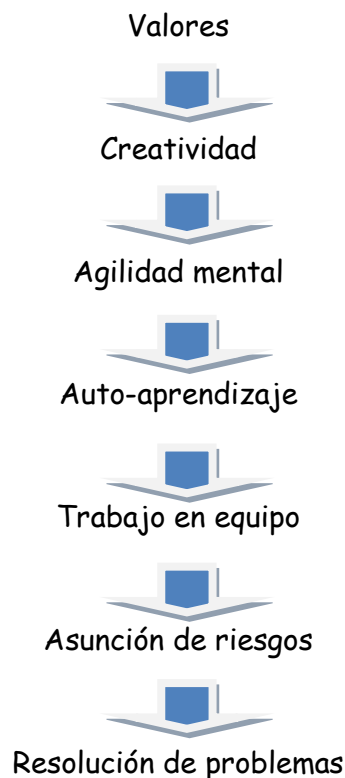 Valores
Creatividad
Agilidad mental
Auto-aprendizaje
Trabajo en equipo
Asunción de riesgos
Resolución de problemas